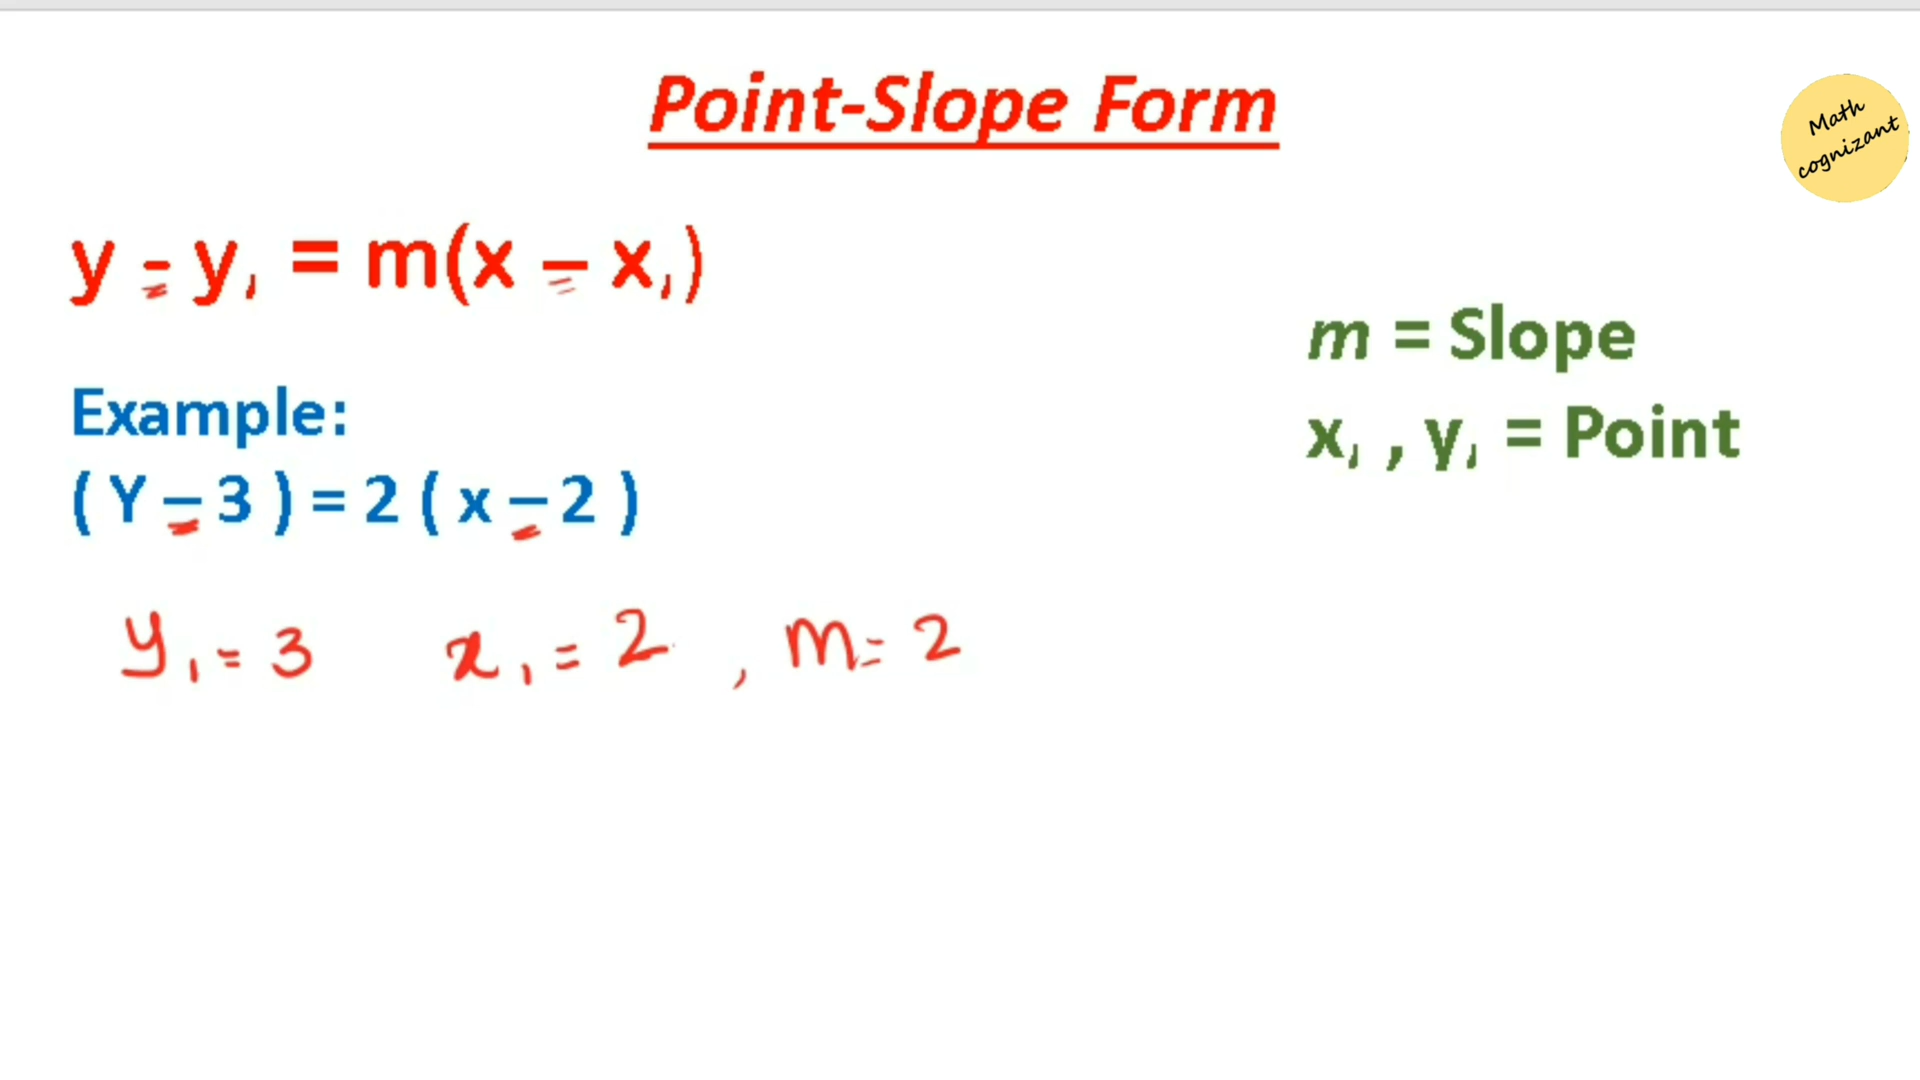 Point-Slope Form
Math
cognizant
y - y₁ = m(x – x₁)
m = Slope
x₁ , y₁ = Point
Example:
( Y – 3 ) = 2 ( x – 2 )
y₁ = 3 x₁ = 2 , m = 2